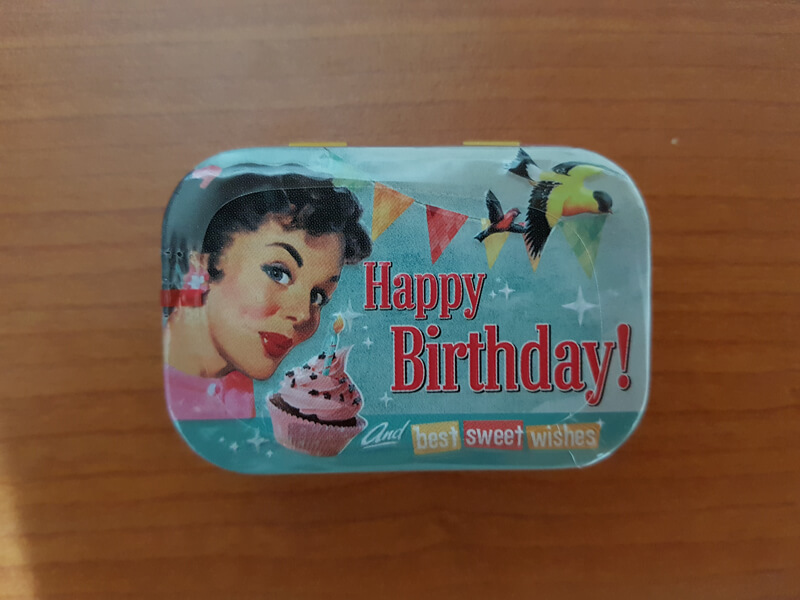 Happy
Birthday!
And best sweet wishes